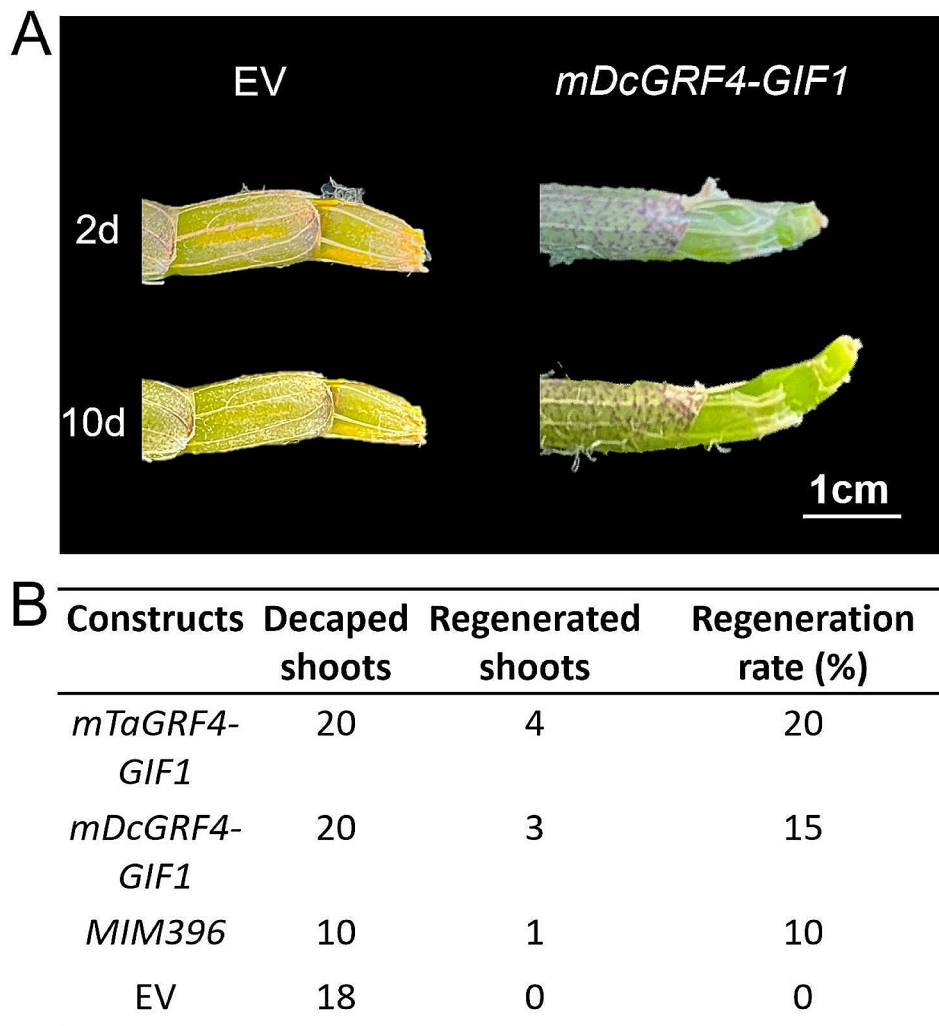 A
EV mDcGRF4-GIF1
2d
10d
1cm
B
Constructs Decaped Regenerated Regeneration
shoots shoots rate (%)
mTaGRF4- 20 4 20
GIF1
mDcGRF4- 20 3 15
GIF1
MIM396 10 1 10
EV 18 0 0